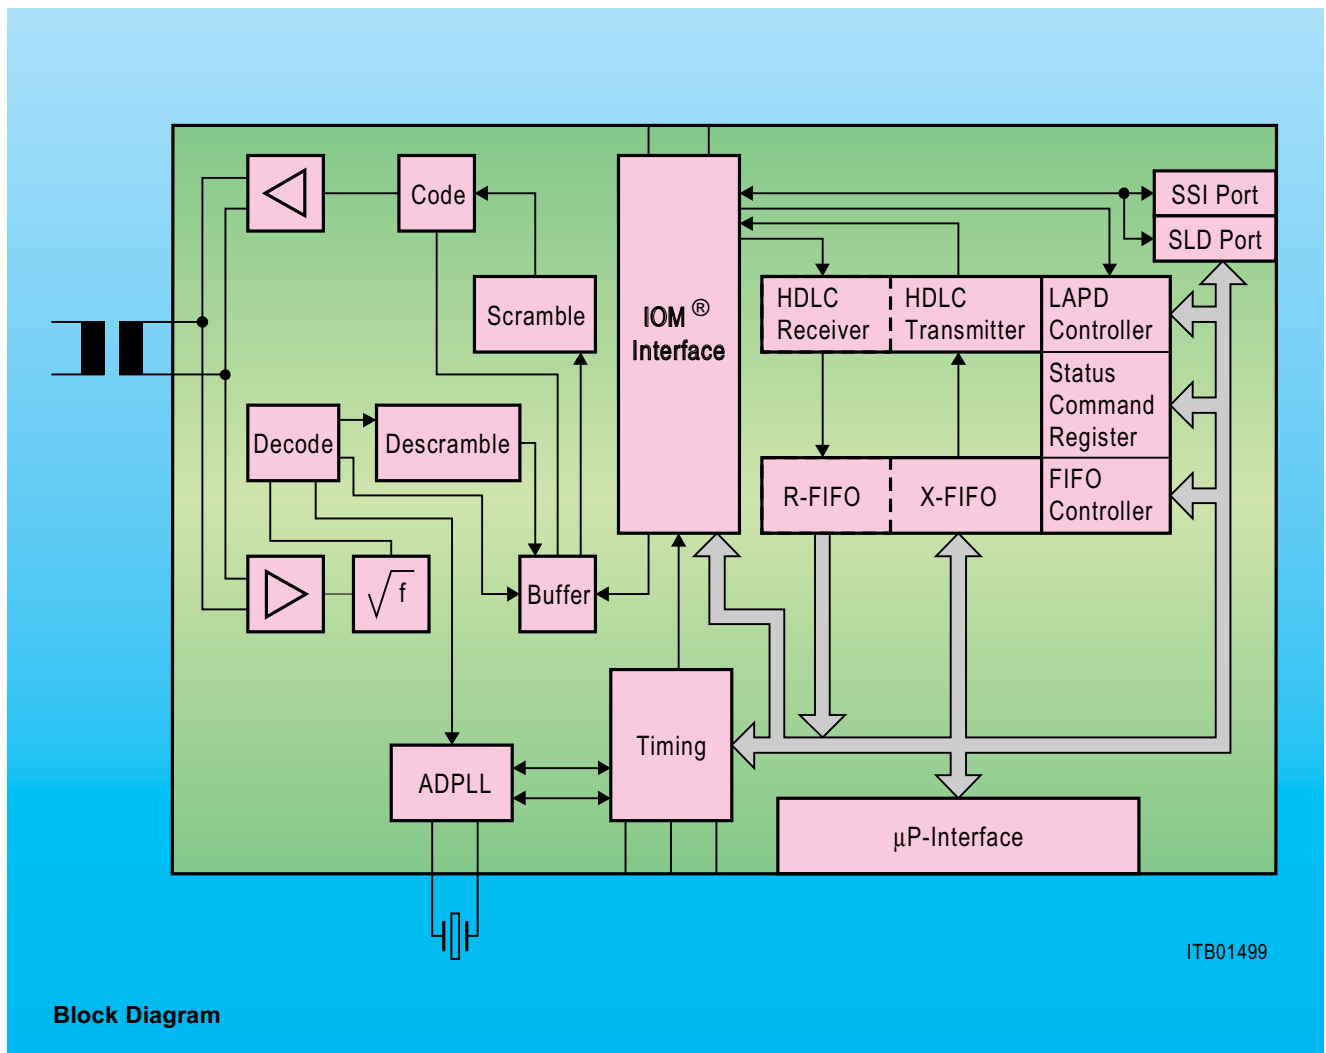 Code
SSI Port
SLD Port
Scramble
IOM ®
Interface
HDLC
Receiver
HDLC
Transmitter
LAPD
Controller
Status
Command
Register
Decode
Descramble
R-FIFO
X-FIFO
FIFO
Controller
√f
Buffer
Timing
ADPLL
µP-Interface
ITB01499
Block Diagram